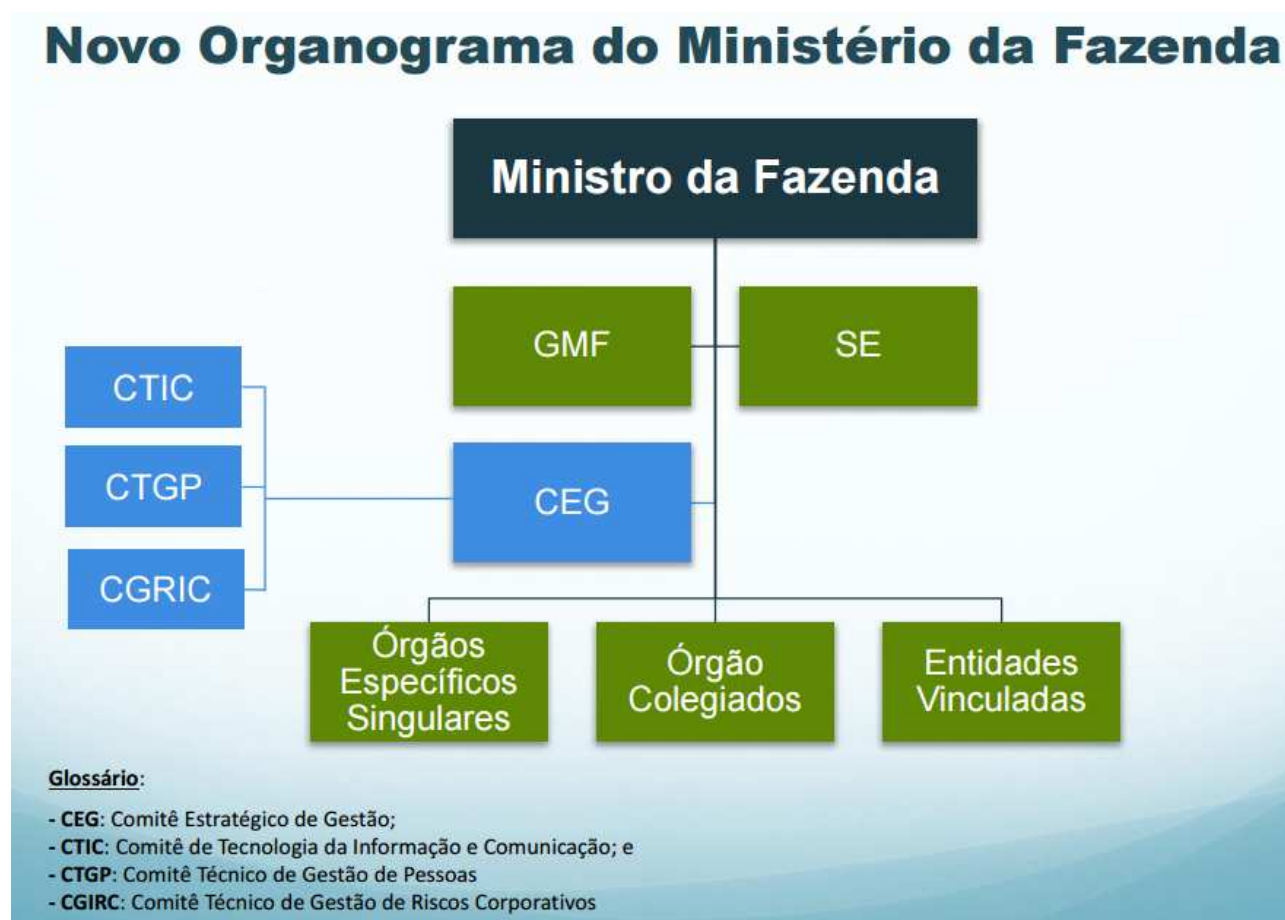 Novo Organograma do Ministério da Fazenda
Ministro da Fazenda
GMF
SE
CTIC
CTGP
CEG
CGRIC
Órgãos
Específicos
Singulares
Órgão
Colegiados
Entidades
Vinculadas
Glossário:
- CEG: Comitê Estratégico de Gestão;
- CTIC: Comitê de Tecnologia da Informação e Comunicação; e
- CTGP: Comitê Técnico de Gestão de Pessoas
- CGIRC: Comitê Técnico de Gestão de Riscos Corporativos